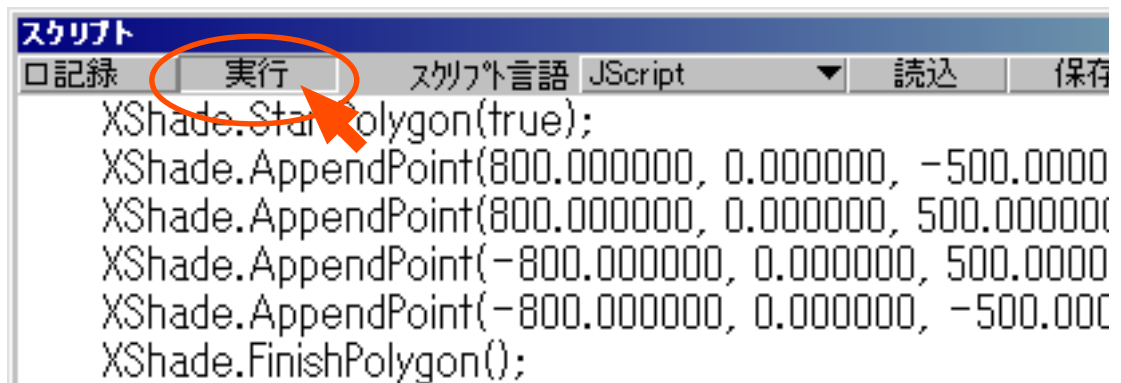 スクリプト
ロ記録 実行 スクリプト言語 JScript 読込 保存
XShade.StartPolygon(true);
XShade.AppendPoint(800.000000, 0.000000, -500.0000
XShade.AppendPoint(800.000000, 0.000000, 500.000000
XShade.AppendPoint(-800.000000, 0.000000, 500.0000
XShade.AppendPoint(-800.000000, 0.000000, -500.000
XShade.FinishPolygon();